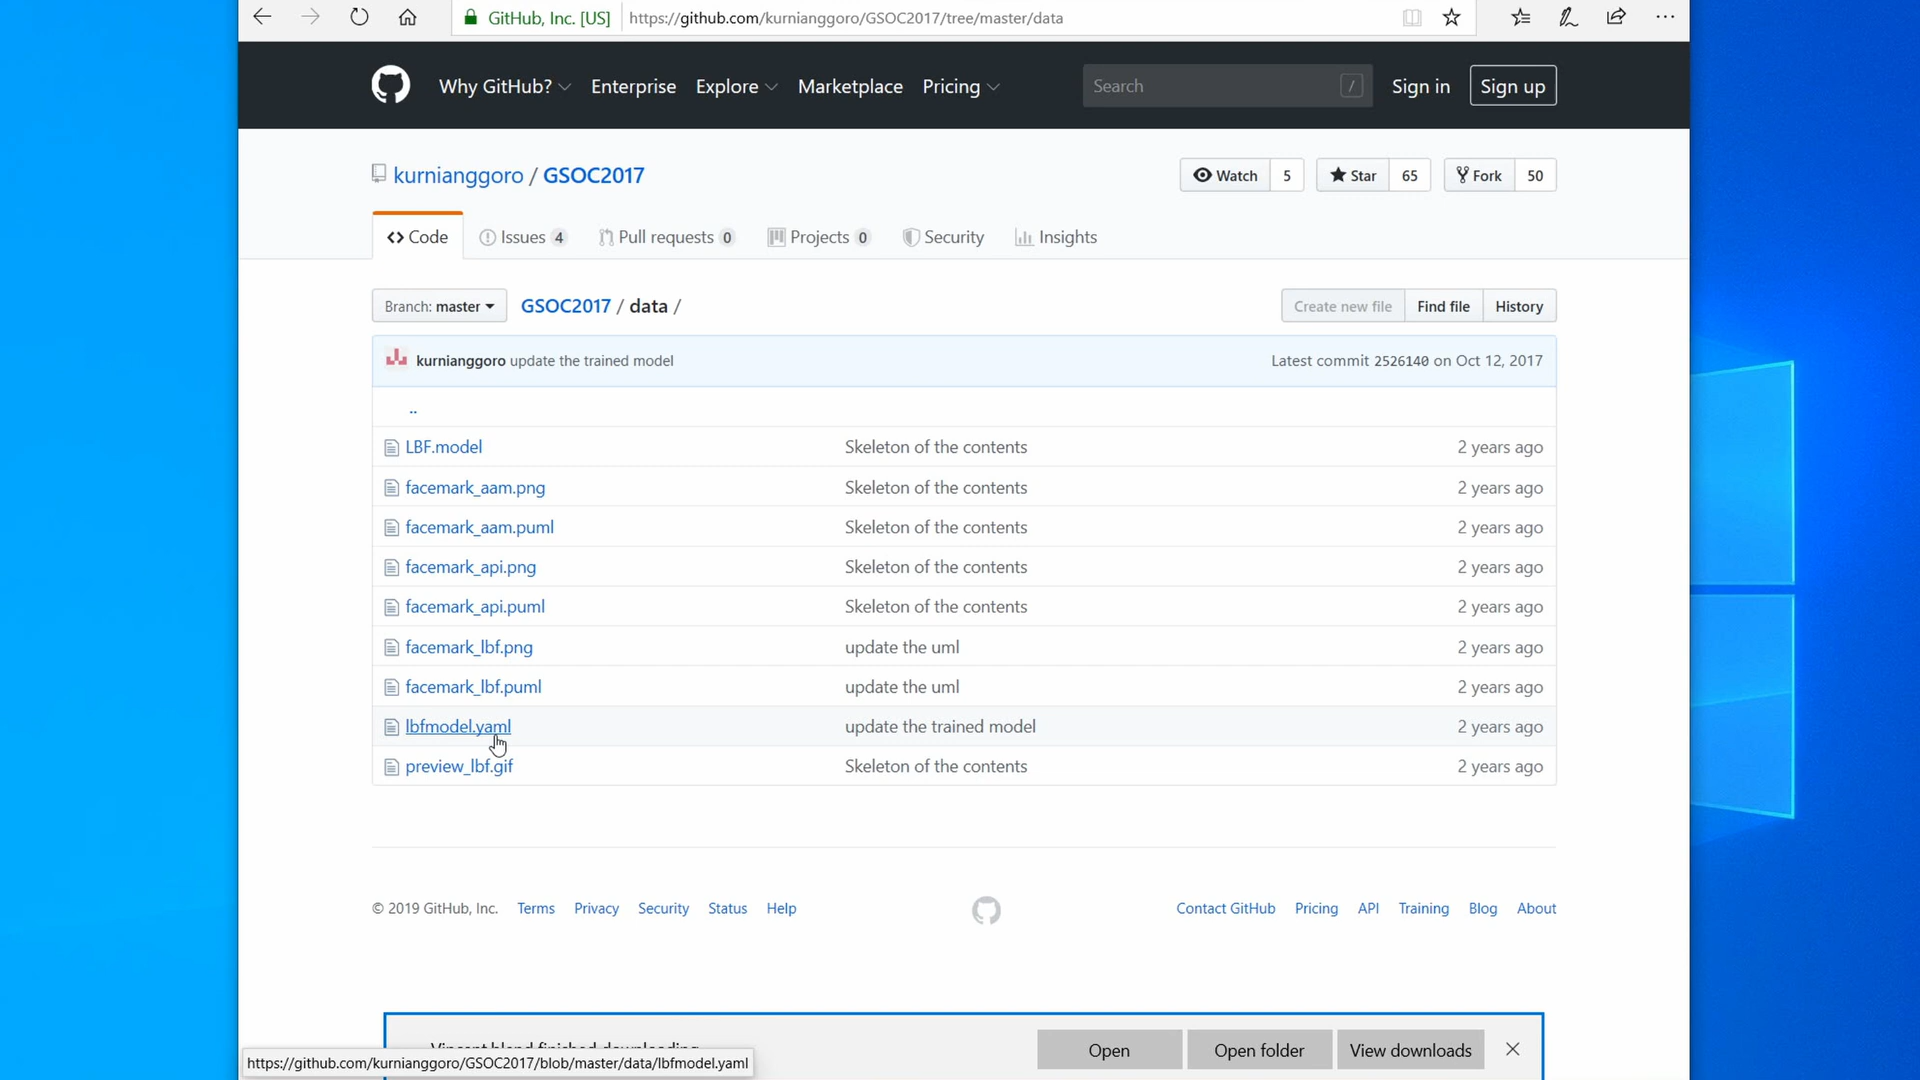 GitHub, Inc. [US] https://github.com/kurnianggoro/GSOC2017/tree/master/data
Why GitHub? Enterprise Explore Marketplace Pricing Search / Sign in Sign up
kurnianggoro / GSOC2017 Watch 5 Star 65 Fork 50
Code Issues 4 Pull requests 0 Projects 0 Security Insights
Branch: master GSOC2017 / data / Create new file Find file History
kurnianggoro update the trained model Latest commit 2526140 on Oct 12, 2017
..
LBF.model Skeleton of the contents 2 years ago
facemark_aam.png Skeleton of the contents 2 years ago
facemark_aam.puml Skeleton of the contents 2 years ago
facemark_api.png Skeleton of the contents 2 years ago
facemark_api.puml Skeleton of the contents 2 years ago
facemark_lbf.png update the uml 2 years ago
facemark_lbf.puml update the uml 2 years ago
lbfmodel.yaml update the trained model 2 years ago
preview_lbf.gif Skeleton of the contents 2 years ago
© 2019 GitHub, Inc. Terms Privacy Security Status Help Contact GitHub Pricing API Training Blog About
Vincent.blend finished downloading. Open Open folder View downloads
https://github.com/kurnianggoro/GSOC2017/blob/master/data/lbfmodel.yaml